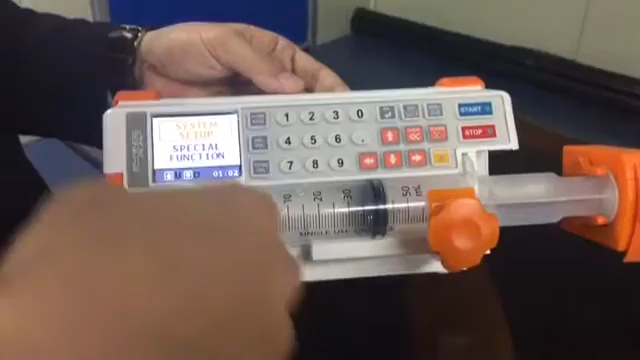 SYSTEM
SETUP
SPECIAL
FUNCTION
01:02
1 2 3 0
4 5 6 .
7 8 9
START
STOP
10 20 30 50 mL
SINGLE USE